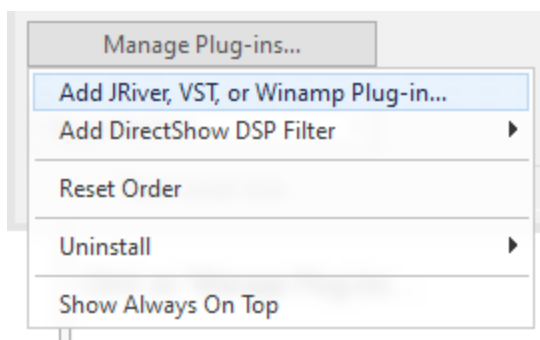 Manage Plug-ins...
Add JRiver, VST, or Winamp Plug-in...
Add DirectShow DSP Filter
Reset Order
Uninstall
Show Always On Top